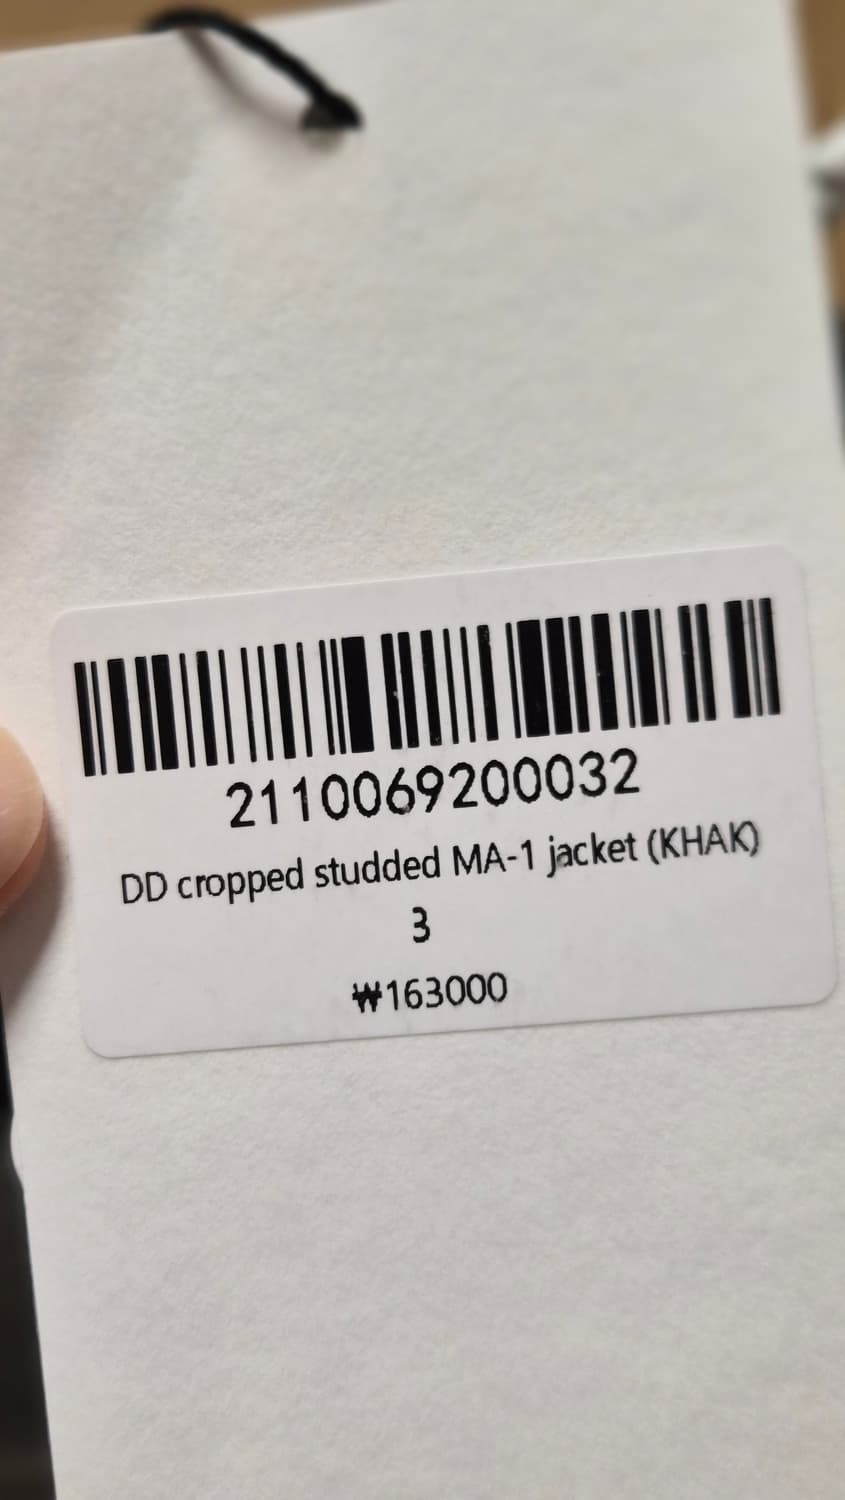 2110069200032
DD cropped studded MA-1 jacket (KHAK)
3
₩163000